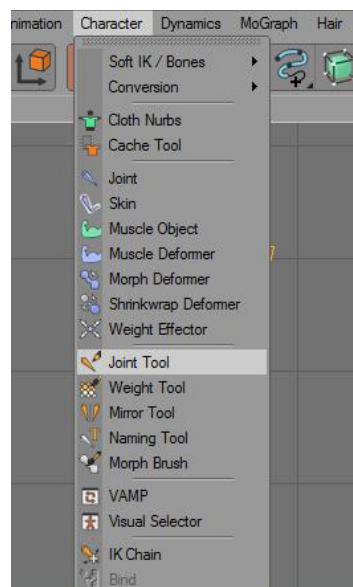 Character Dynamics MoGraph Hair
Soft IK / Bones
Conversion
Cloth Nurbs
Cache Tool
Joint
Skin
Muscle Object
Muscle Deformer
Morph Deformer
Shrinkwrap Deformer
Weight Effector
Joint Tool
Weight Tool
Mirror Tool
Naming Tool
Morph Brush
VAMP
Visual Selector
IK Chain
Bind